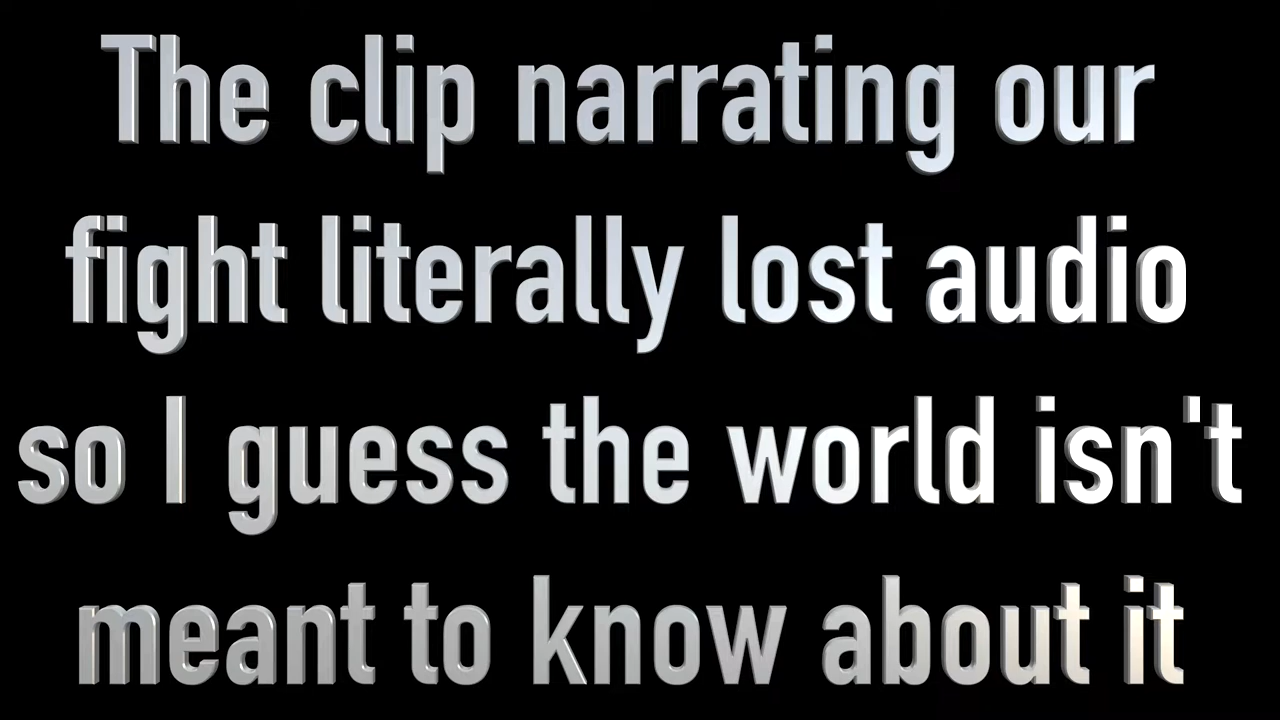 The clip narrating our
fight literally lost audio
so I guess the world isn't
meant to know about it